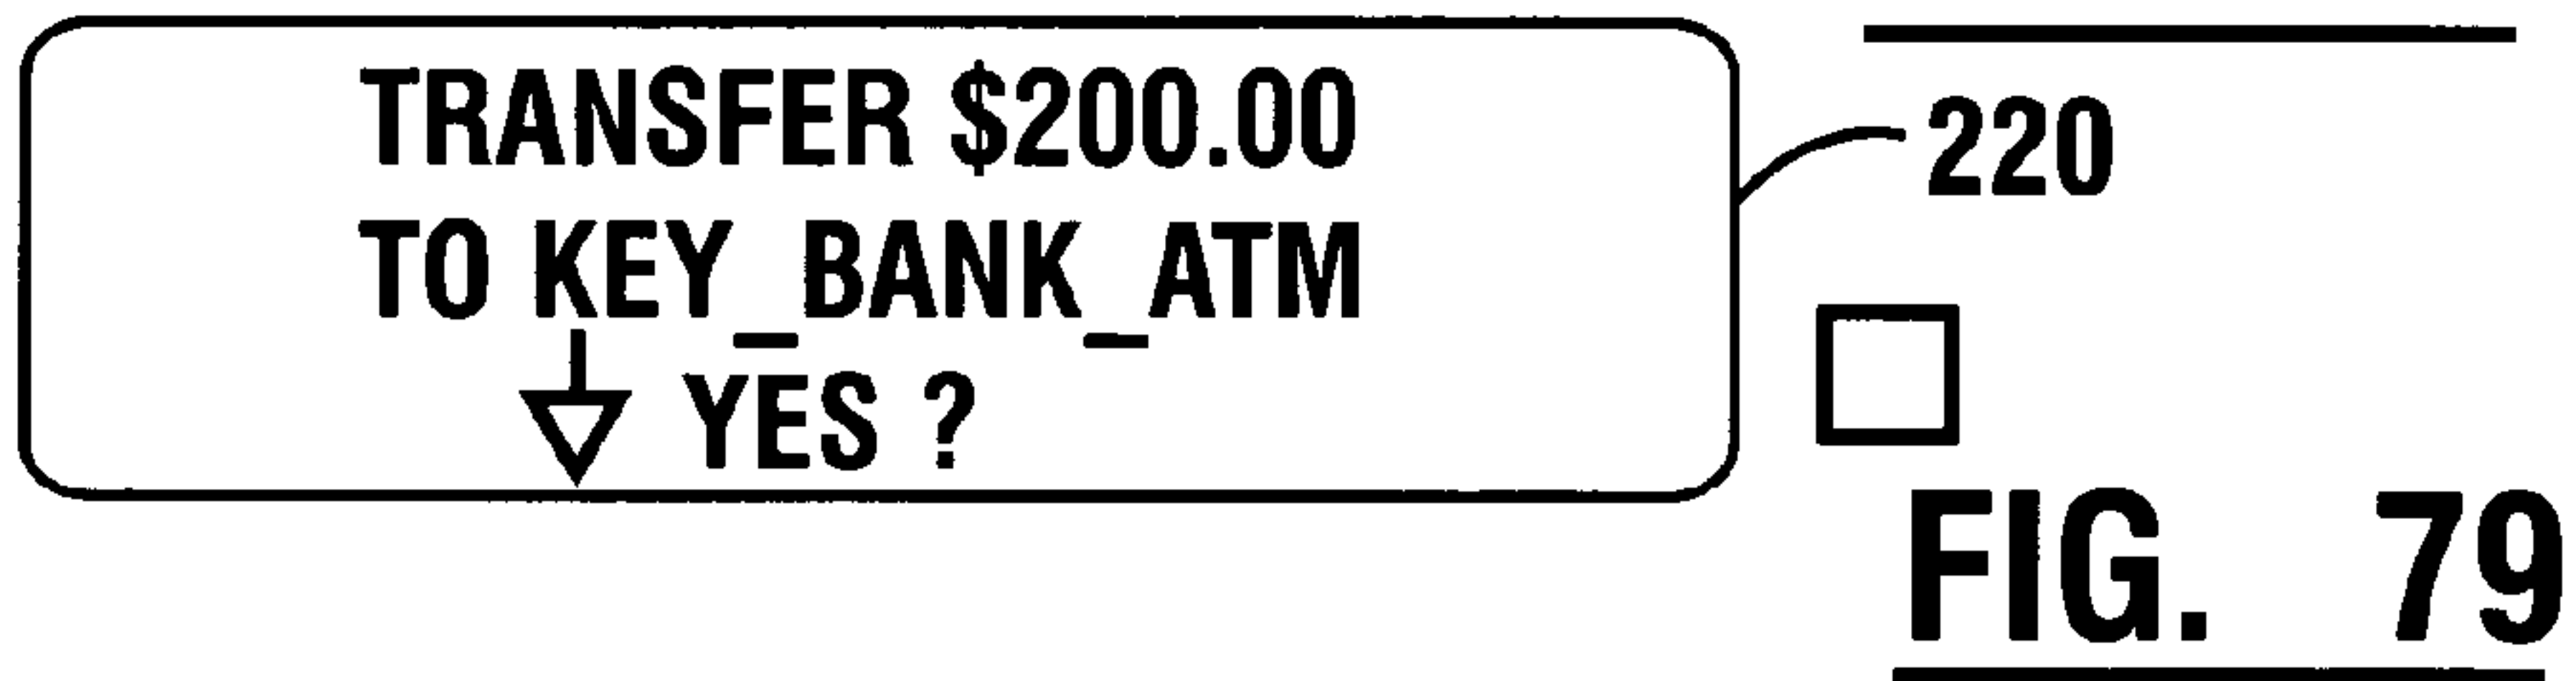 TRANSFER $200.00
TO KEY_BANK_ATM
YES ?
220
FIG. 79